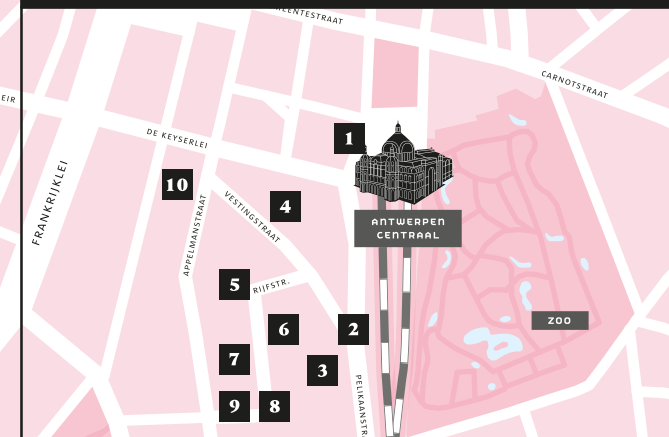 CARNOTSTRAAT
EIR
DE KEYSERLEI
1
FRANKRIJKLEI
10
APPELMANSTRAAT
VESTINGSTRAAT
4
ANTWERPEN
CENTRAAL
5
RIJFSTR.
ZOO
6
2
7
3
PELIKAANSTR
9
8